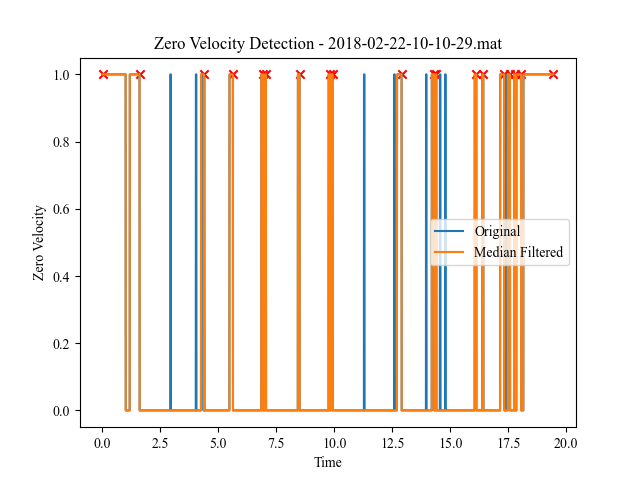 Zero Velocity Detection - 2018-02-22-10-10-29.mat
1.0
0.8
0.6
0.4
0.2
0.0
Zero Velocity
Original
Median Filtered
0.0 2.5 5.0 7.5 10.0 12.5 15.0 17.5 20.0
Time